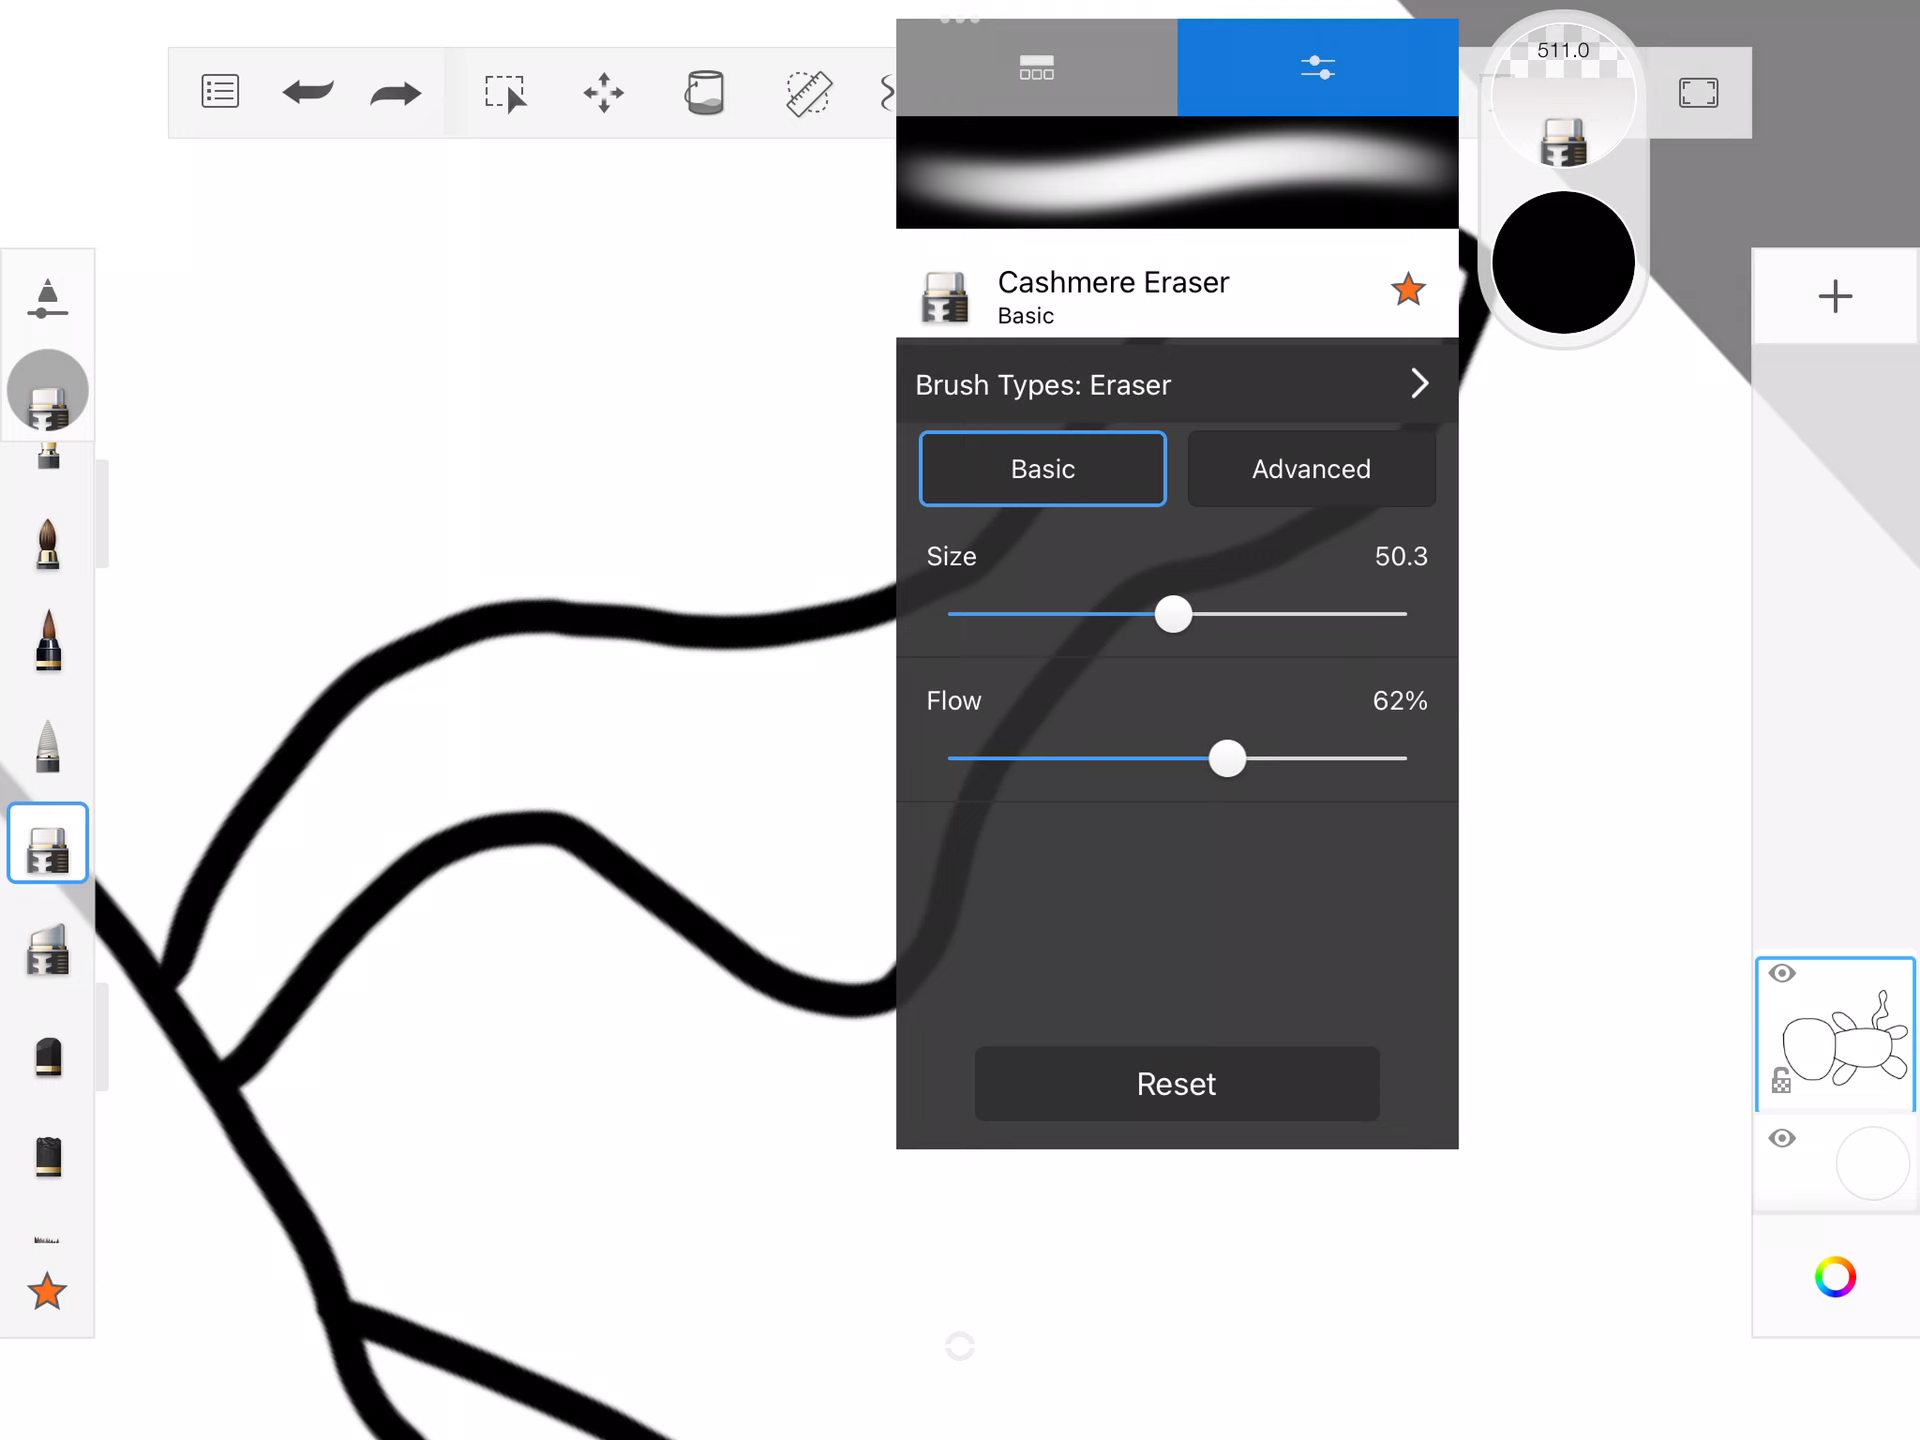 511.0
Cashmere Eraser
Basic
Brush Types: Eraser
Basic Advanced
Size 50.3
Flow 62%
Reset